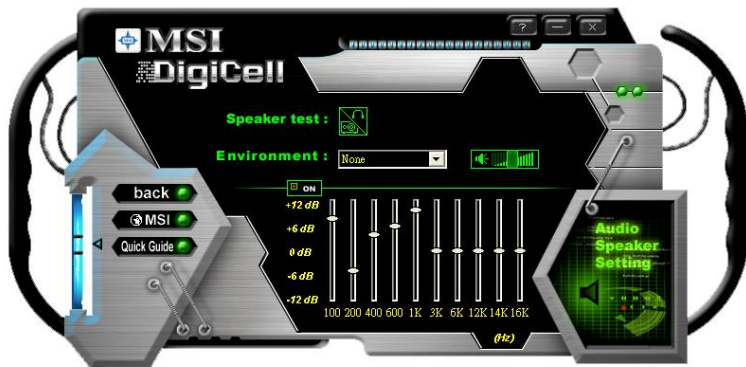 ?
MSI
MSI
DigiCell
Speaker test :
Environment :
None
ON
+12 dB
+6 dB
0 dB
-6 dB
-12 dB
100 200 400 600 1K 3K 6K 12K 14K 16K
(Hz)
back
MSI
Quick Guide
Audio
Speaker
Setting